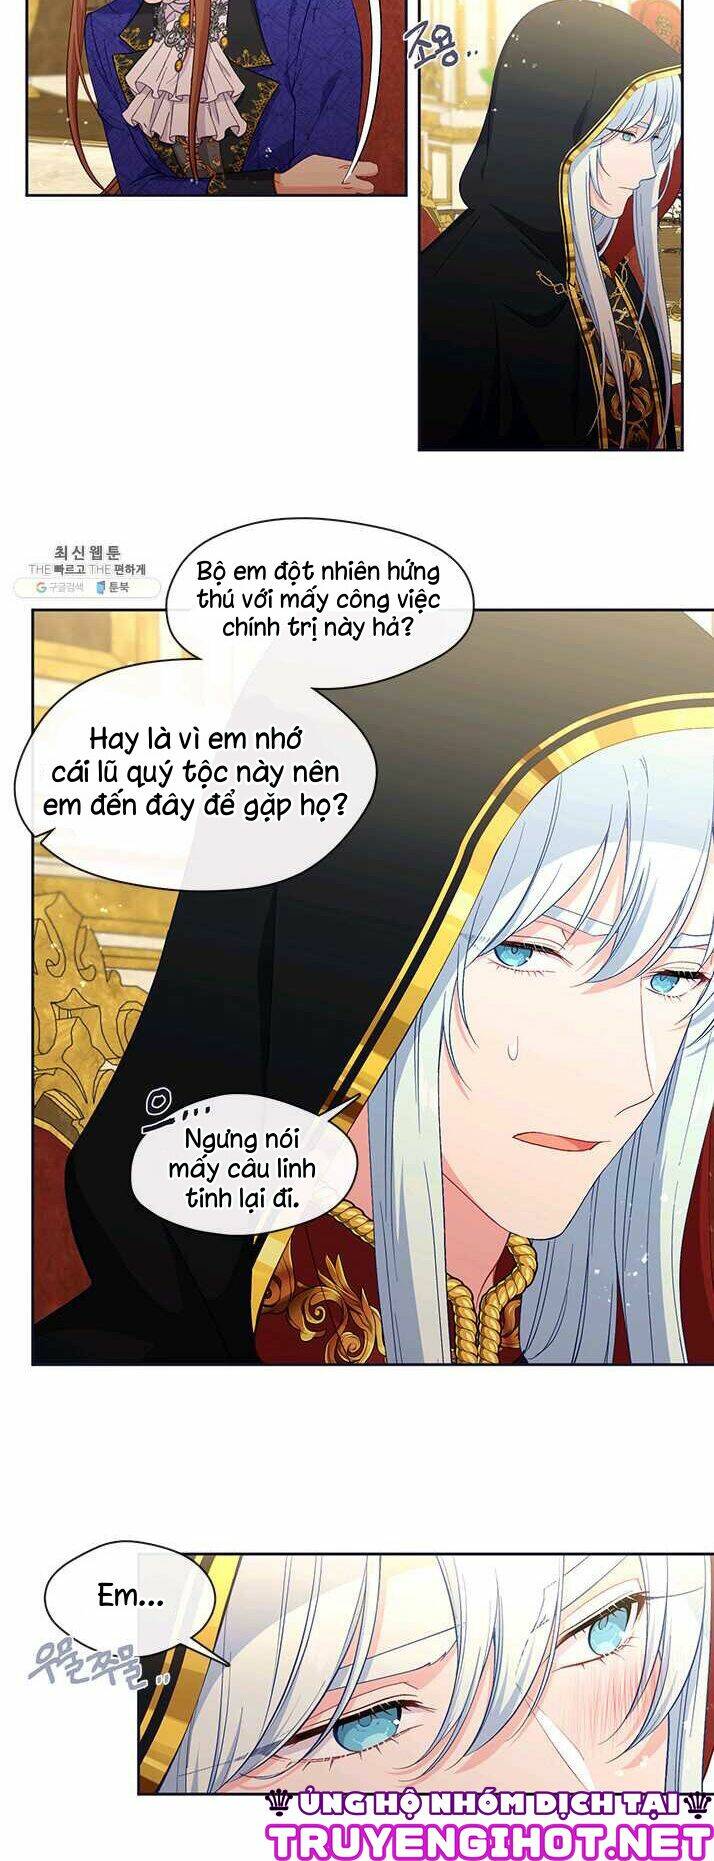 조용..
최신웹툰
THE 빠르고 THE 편하게
구글검색 툰북
Bộ em đột nhiên hứng
thú với mấy công việc
chính trị này hả?
Hay là vì em nhớ
cái lũ quý tộc này nên
em đến đây để gặp họ?
으...
Ngưng nói
mấy câu linh
tinh lại đi.
Em...
우물쭈물..
ỦNG HỘ NHÓM DỊCH TẠI
TRUYENGIHOT.NET